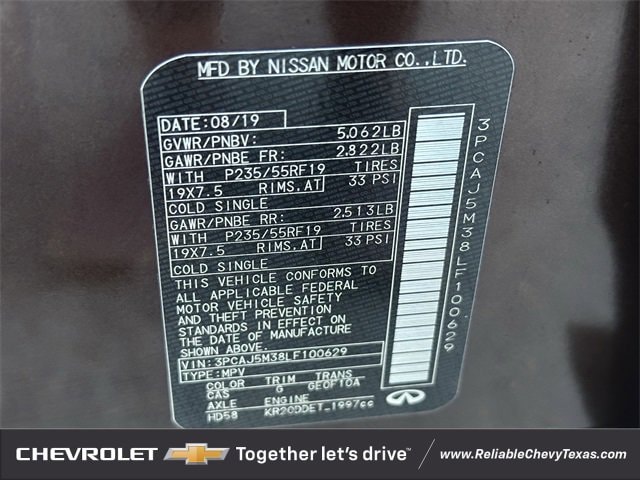 MFD BY NISSAN MOTOR CO.,LTD.
DATE:08/19
GVWR/PNBV: 5,062LB
GAWR/PNBE FR: 2,822LB
WITH P235/55RF19 TIRES
19X7.5 RIMS.AT 33 PSI
COLD SINGLE
GAWR/PNBE RR: 2,513LB
WITH P235/55RF19 TIRES
19X7.5 RIMS.AT 33 PSI
COLD SINGLE
THIS VEHICLE CONFORMS TO
ALL APPLICABLE FEDERAL
MOTOR VEHICLE SAFETY
AND THEFT PREVENTION
STANDARDS IN EFFECT ON
THE DATE OF MANUFACTURE
SHOWN ABOVE.
VIN:3PCAJ5M38LF100629
TYPE:MPV
COLOR TRIM TRANS
CAS G GE0F10A
AXLE ENGINE
HD58 KR20DDET 1997cc
3PCAJ5M38LF100629
CHEVROLET Together let's drive™ www.ReliableChevyTexas.com